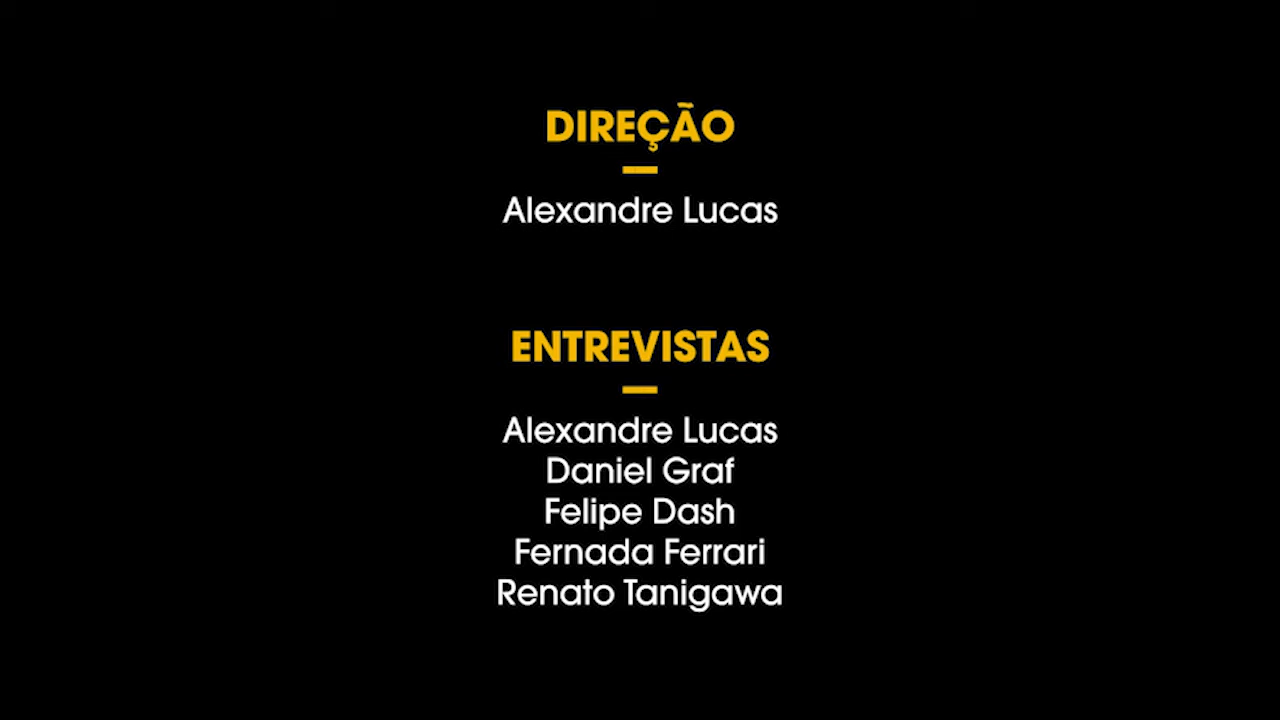 DIREÇÃO
Alexandre Lucas
ENTREVISTAS
Alexandre Lucas
Daniel Graf
Felipe Dash
Fernada Ferrari
Renato Tanigawa